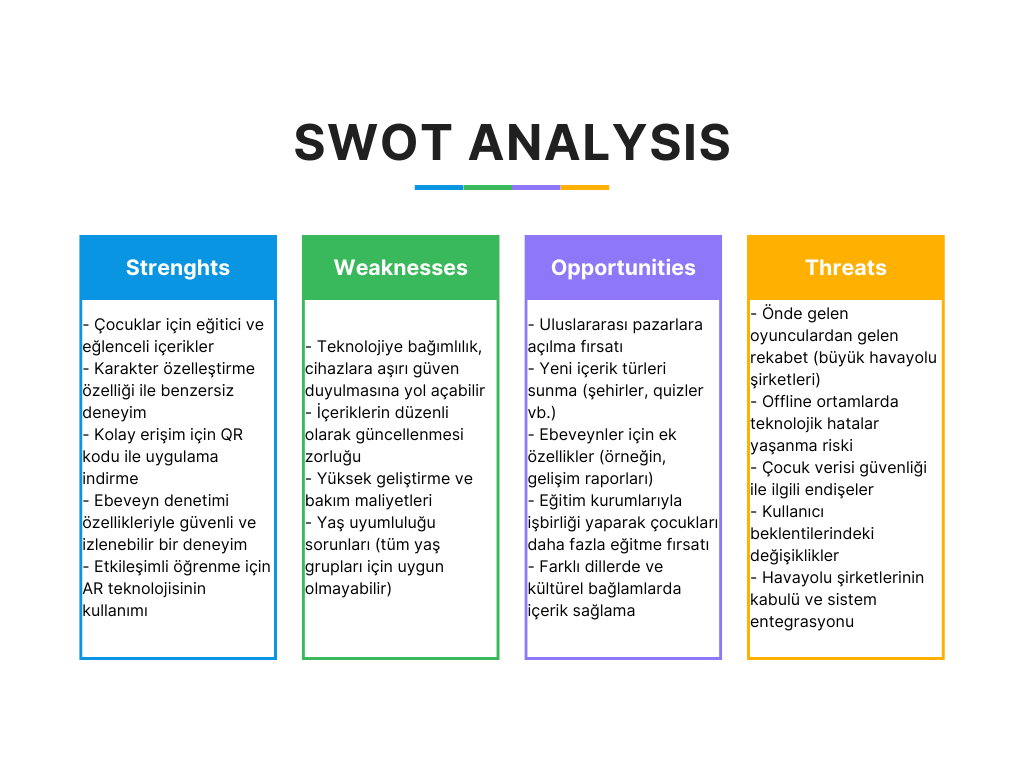 SWOT ANALYSIS
Strenghts
- Çocuklar için eğitici ve
eğlenceli içerikler
- Karakter özelleştirme
özelliği ile benzersiz
deneyim
- Kolay erişim için QR
kodu ile uygulama
indirme
- Ebeveyn denetimi
özellikleriyle güvenli ve
izlenebilir bir deneyim
- Etkileşimli öğrenme için
AR teknolojisinin
kullanımı
Weaknesses
- Teknolojiye bağımlılık,
cihazlara aşırı güven
duyulmasına yol açabilir
- İçeriklerin düzenli
olarak güncellenmesi
zorluğu
- Yüksek geliştirme ve
bakım maliyetleri
- Yaş uyumluluğu
sorunları (tüm yaş
grupları için uygun
olmayabilir)
Opportunities
- Uluslararası pazarlara
açılma fırsatı
- Yeni içerik türleri
sunma (şehirler, quizler
vb.)
- Ebeveynler için ek
özellikler (örneğin,
gelişim raporları)
- Eğitim kurumlarıyla
işbirliği yaparak çocukları
daha fazla eğitme fırsatı
- Farklı dillerde ve
kültürel bağlamlarda
içerik sağlama
Threats
- Önde gelen
oyunculardan gelen
rekabet (büyük havayolu
şirketleri)
- Offline ortamlarda
teknolojik hatalar
yaşanma riski
- Çocuk verisi güvenliği
ile ilgili endişeler
- Kullanıcı
beklentilerindeki
değişiklikler
- Havayolu şirketlerinin
kabulü ve sistem
entegrasyonu